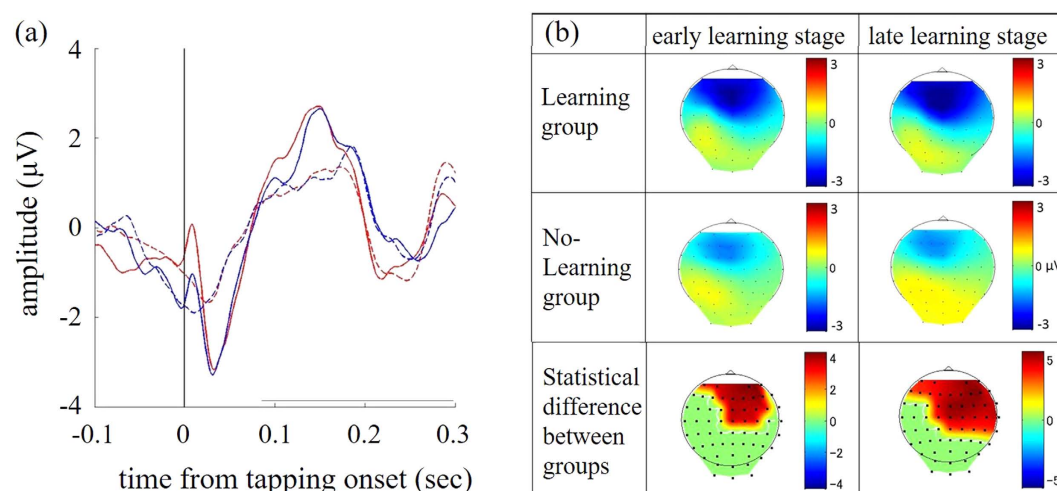 (a)
4
2
0
-2
-4
amplitude (µV)
-0.1
0
0.1
0.2
0.3
time from tapping onset (sec)
(b)
early learning stage
late learning stage
Learning
group
3
0
-3
3
0
-3
No-
Learning
group
3
0
-3
3
0 µV
-3
Statistical
difference
between
groups
4
2
0
-2
-4
5
0
-5